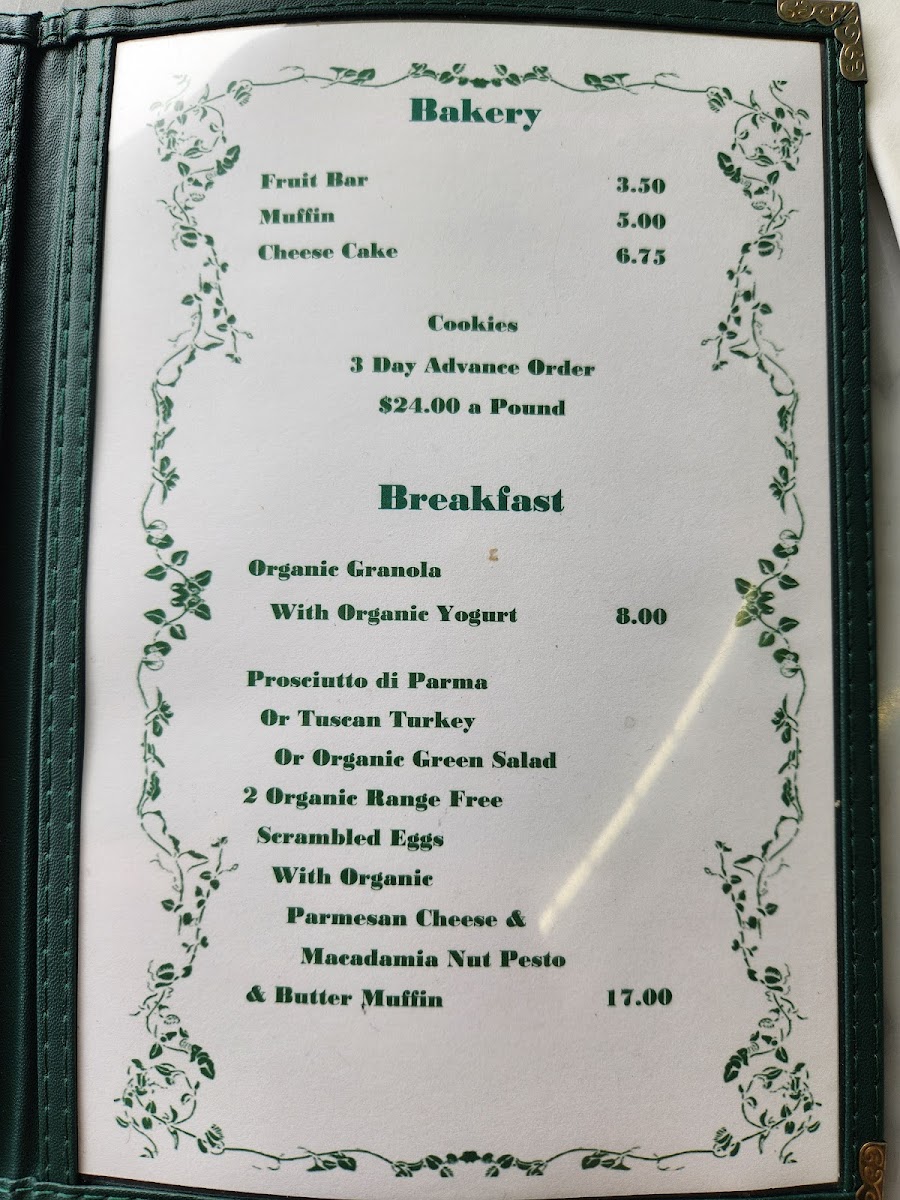 Bakery
Fruit Bar 3.50
Muffin 5.00
Cheese Cake 6.75
Cookies
3 Day Advance Order
$24.00 a Pound
Breakfast
Organic Granola
With Organic Yogurt 8.00
Prosciutto di Parma
Or Tuscan Turkey
Or Organic Green Salad
2 Organic Range Free
Scrambled Eggs
With Organic
Parmesan Cheese &
Macadamia Nut Pesto
& Butter Muffin 17.00